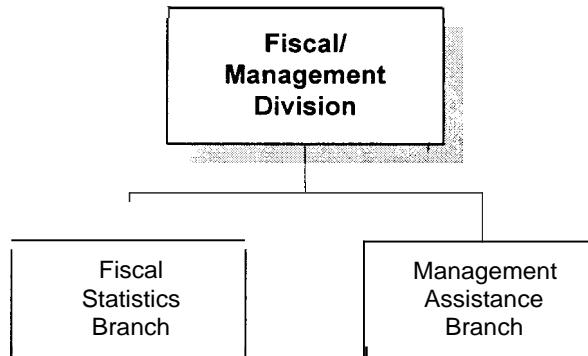 Fiscal/
Management
Division
Fiscal
Statistics
Branch
Management
Assistance
Branch